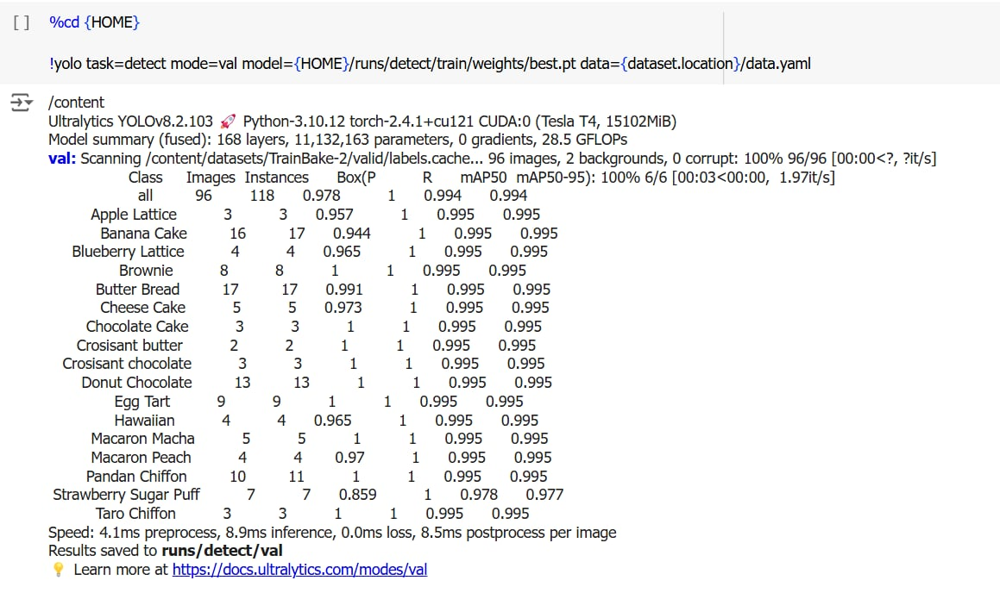 [ ] %cd {HOME}
!yolo task=detect mode=val model={HOME}/runs/detect/train/weights/best.pt data={dataset.location}/data.yaml
/content
Ultralytics YOLOv8.2.103 🚀 Python-3.10.12 torch-2.4.1+cu121 CUDA:0 (Tesla T4, 15102MiB)
Model summary (fused): 168 layers, 11,132,163 parameters, 0 gradients, 28.5 GFLOPs
val: Scanning /content/datasets/TrainBake-2/valid/labels.cache... 96 images, 2 backgrounds, 0 corrupt: 100% 96/96 [00:00<?, ?it/s]
Class Images Instances Box(P R mAP50 mAP50-95): 100% 6/6 [00:03<00:00, 1.97it/s]
all 96 118 0.978 1 0.994 0.994
Apple Lattice 3 3 0.957 1 0.995 0.995
Banana Cake 16 17 0.944 1 0.995 0.995
Blueberry Lattice 4 4 0.965 1 0.995 0.995
Brownie 8 8 1 1 0.995 0.995
Butter Bread 17 17 0.991 1 0.995 0.995
Cheese Cake 5 5 0.973 1 0.995 0.995
Chocolate Cake 3 3 1 1 0.995 0.995
Crosisant butter 2 2 1 1 0.995 0.995
Crosisant chocolate 3 3 1 1 0.995 0.995
Donut Chocolate 13 13 1 1 0.995 0.995
Egg Tart 9 9 1 1 0.995 0.995
Hawaiian 4 4 0.965 1 0.995 0.995
Macaron Macha 5 5 1 1 0.995 0.995
Macaron Peach 4 4 0.97 1 0.995 0.995
Pandan Chiffon 10 11 1 1 0.995 0.995
Strawberry Sugar Puff 7 7 0.859 1 0.978 0.977
Taro Chiffon 3 3 1 1 0.995 0.995
Speed: 4.1ms preprocess, 8.9ms inference, 0.0ms loss, 8.5ms postprocess per image
Results saved to runs/detect/val
💡 Learn more at https://docs.ultralytics.com/modes/val